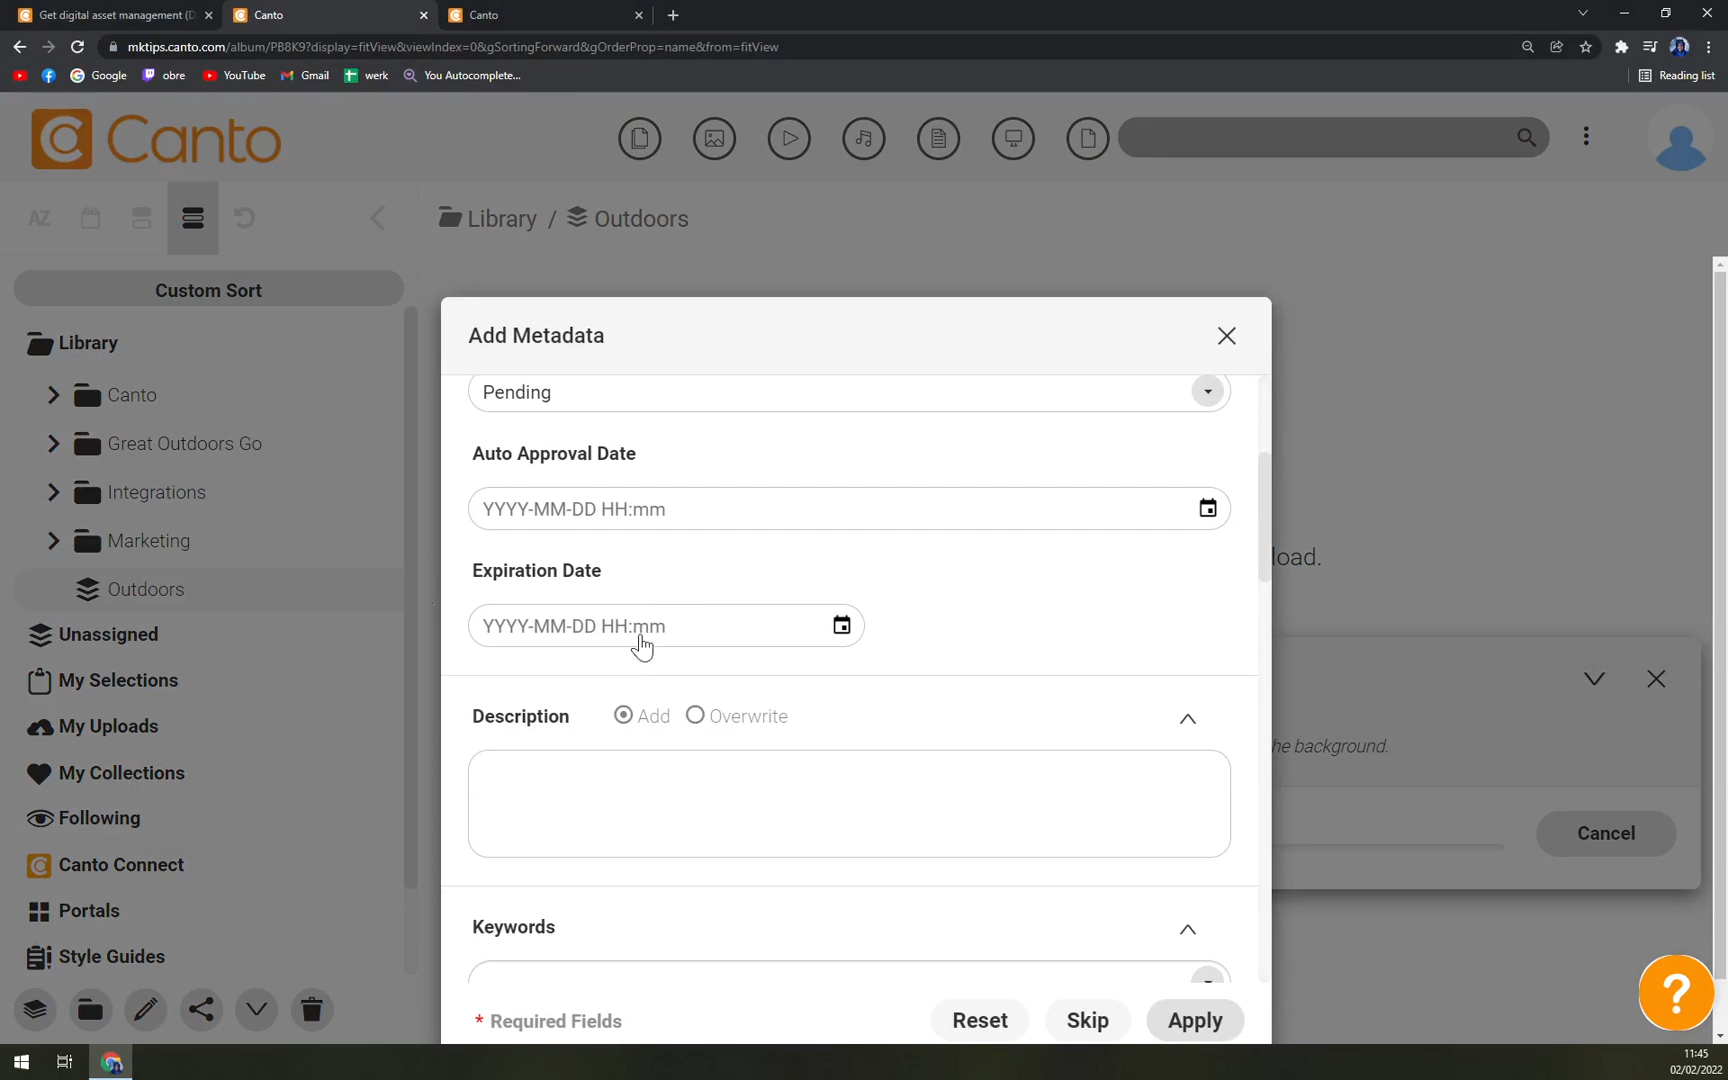 Get digital asset management (D
Canto
Canto
mktips.canto.com/album/PB8K9?display=fitView&viewIndex=0&gSortingForward&gOrderProp=name&from=fitView
Google
obre
YouTube
Gmail
werk
You Autocomplete...
Reading list
Canto
AZ
Library / Outdoors
Custom Sort
Library
Canto
Great Outdoors Go
Integrations
Marketing
Outdoors
Unassigned
My Selections
My Uploads
My Collections
Following
Canto Connect
Portals
Style Guides
Add Metadata
Pending
Auto Approval Date
YYYY-MM-DD HH:mm
Expiration Date
YYYY-MM-DD HH:mm
Description Add Overwrite
Keywords
* Required Fields
Reset Skip Apply
load.
he background.
Cancel
?
11:45
02/02/2022